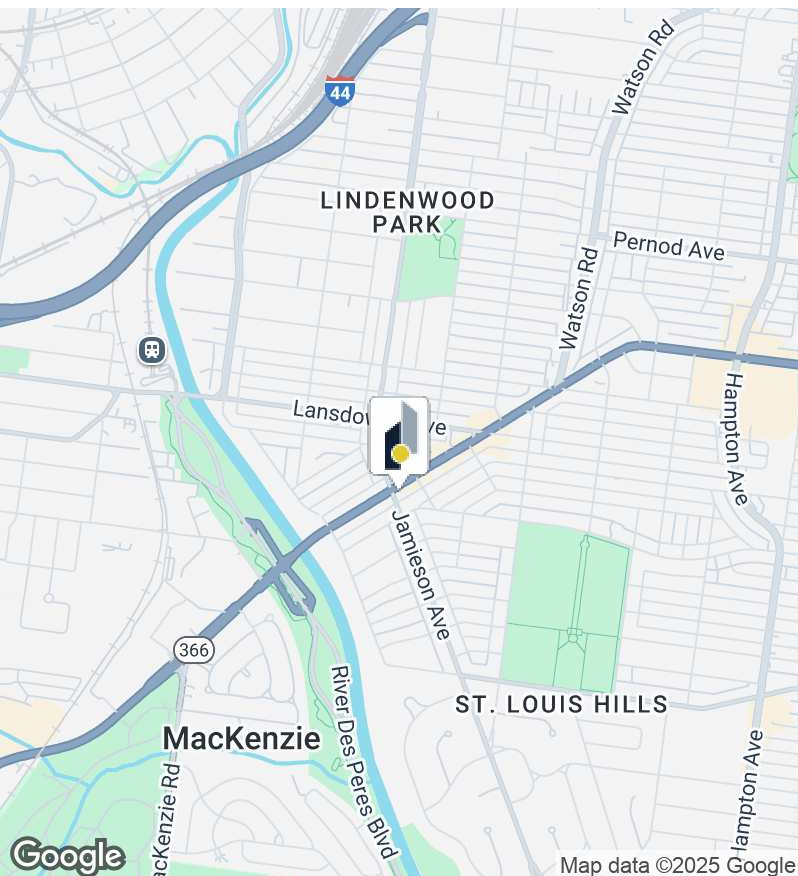 Watson Rd
44
LINDENWOOD
PARK
Pernod Ave
Watson Rd
Hampton Ave
Jamieson Ave
366
River Des Peres Blvd
ST. LOUIS HILLS
MacKenzie
Hampton Ave
Google
Map data ©2025 Google